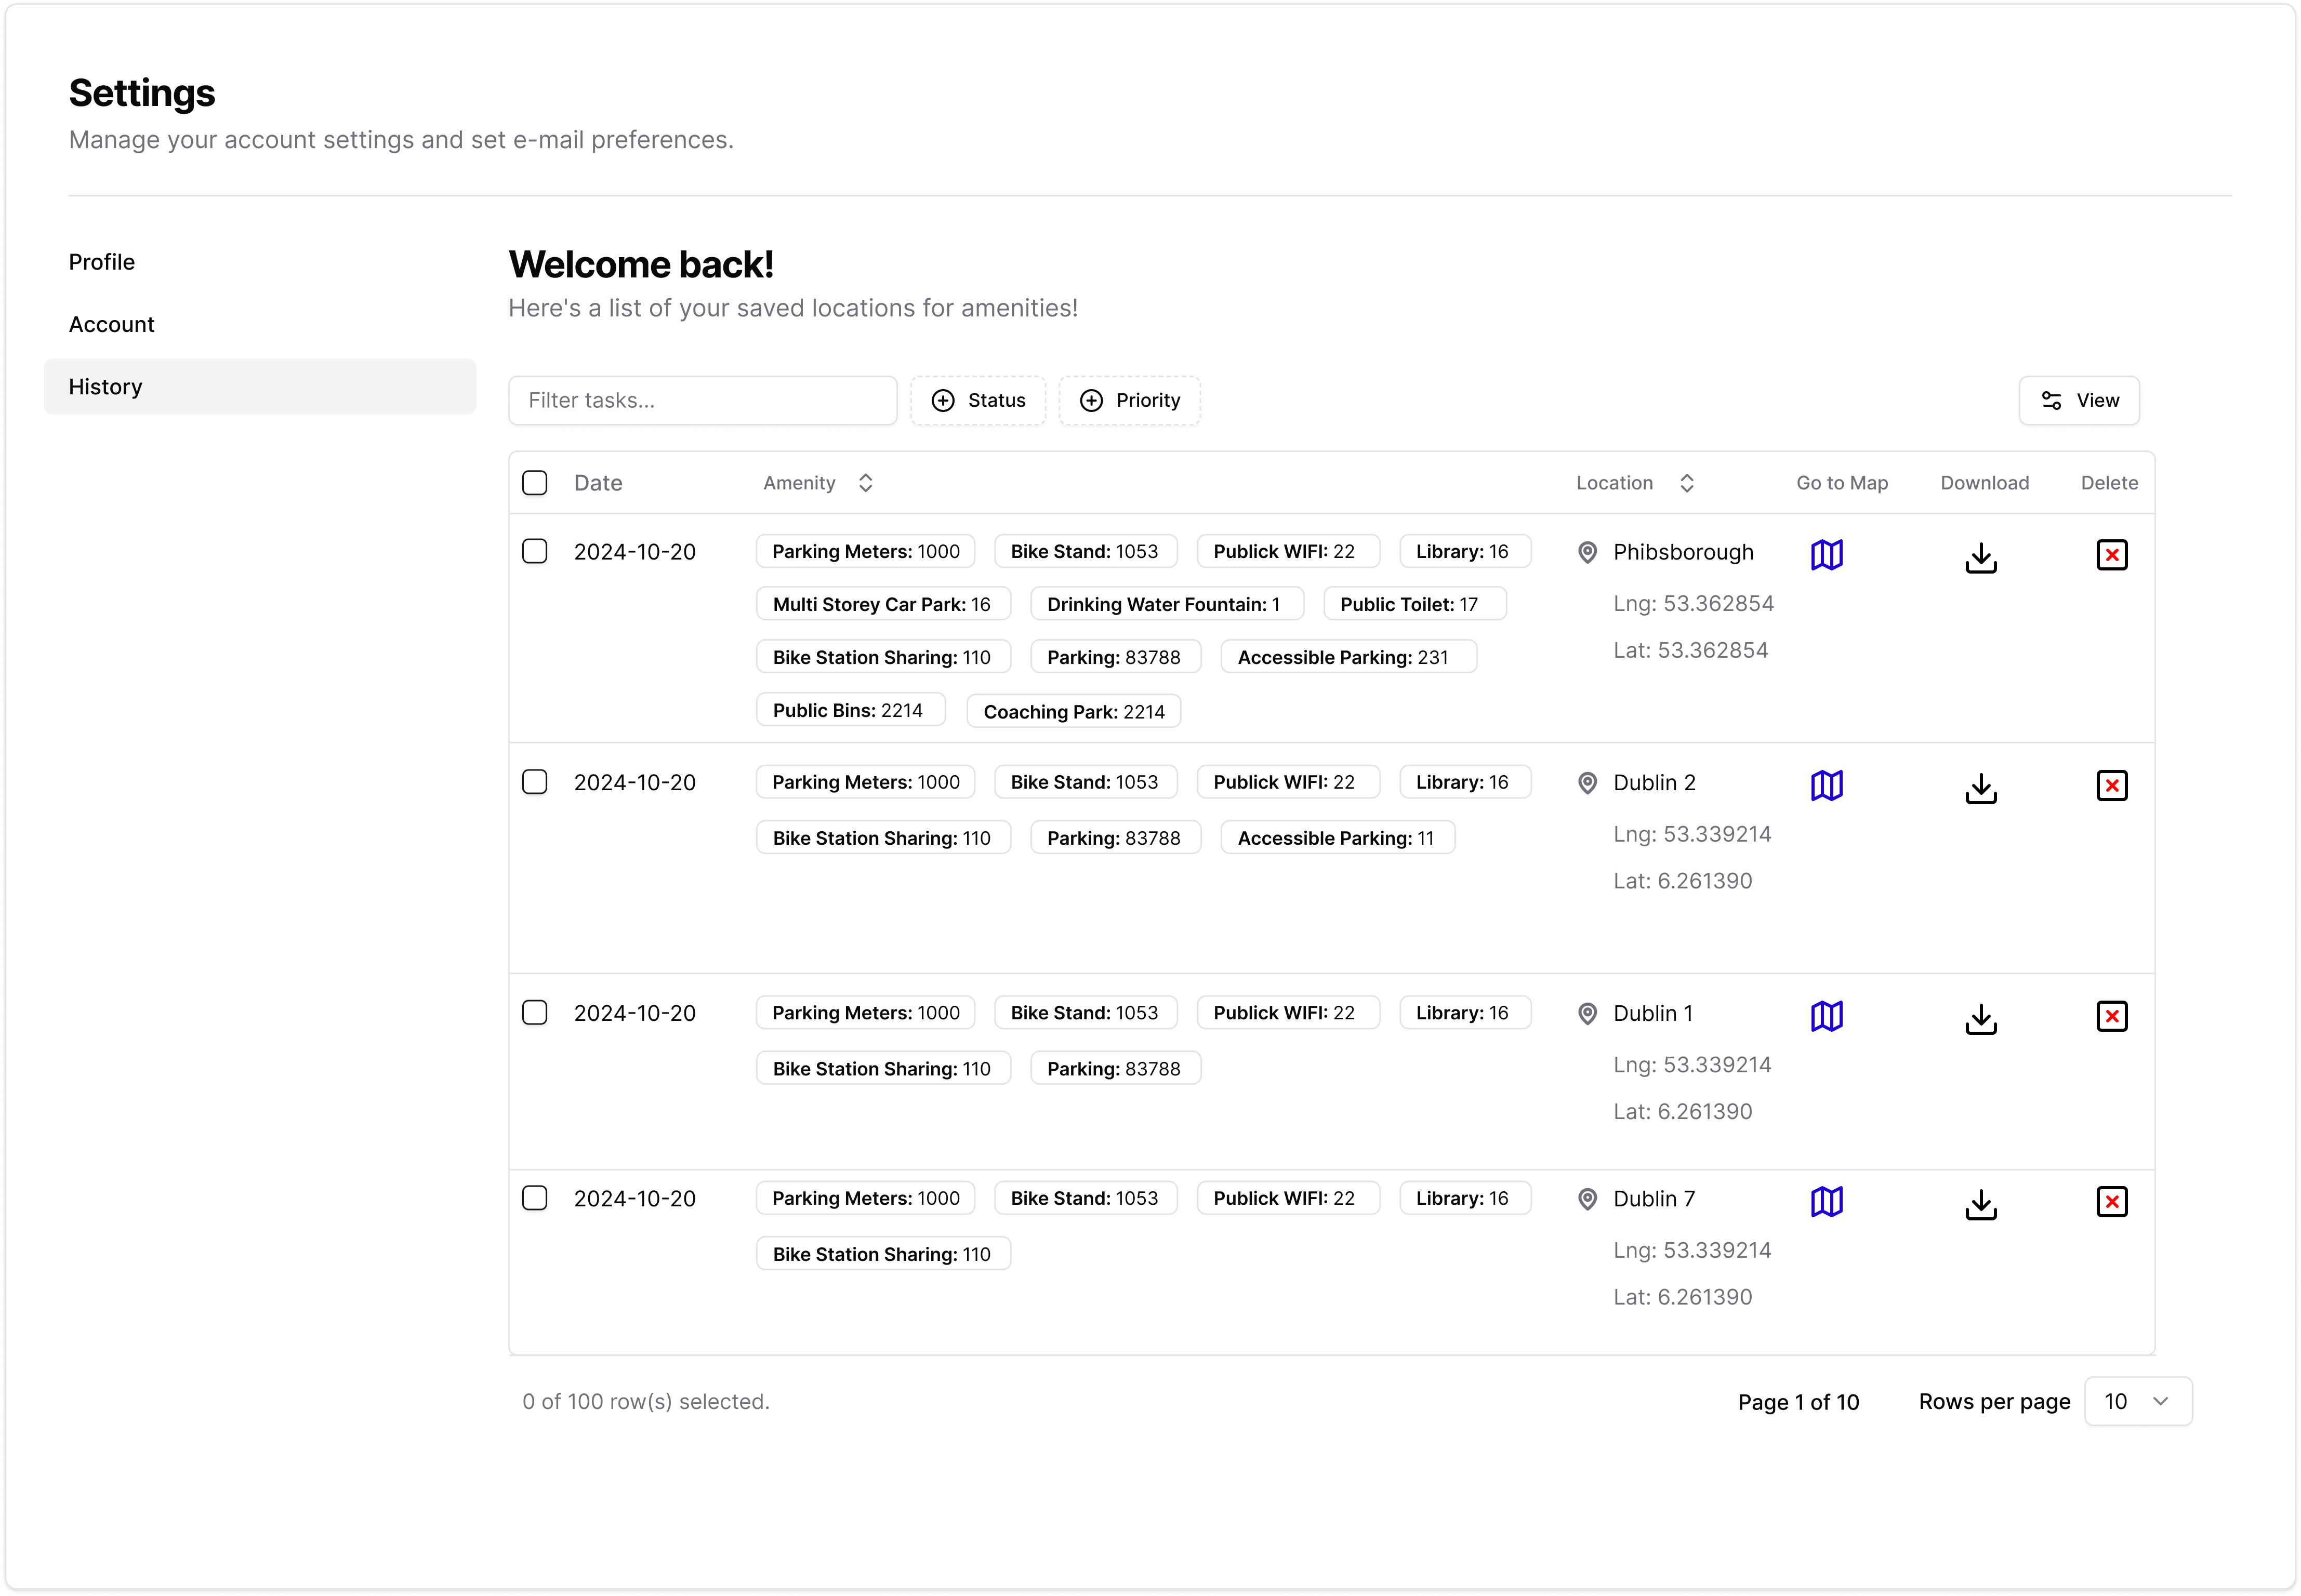 Settings
Manage your account settings and set e-mail preferences.
Profile
Account
History
Welcome back!
Here's a list of your saved locations for amenities!
Filter tasks...
Status
Priority
View
Date Amenity Location Go to Map Download Delete
2024-10-20 Parking Meters: 1000 Bike Stand: 1053 Publick WIFI: 22 Library: 16 Phibsborough
Multi Storey Car Park: 16 Drinking Water Fountain: 1 Public Toilet: 17 Lng: 53.362854
Bike Station Sharing: 110 Parking: 83788 Accessible Parking: 231 Lat: 53.362854
Public Bins: 2214 Coaching Park: 2214
2024-10-20 Parking Meters: 1000 Bike Stand: 1053 Publick WIFI: 22 Library: 16 Dublin 2
Bike Station Sharing: 110 Parking: 83788 Accessible Parking: 11 Lng: 53.339214
Lat: 6.261390
2024-10-20 Parking Meters: 1000 Bike Stand: 1053 Publick WIFI: 22 Library: 16 Dublin 1
Bike Station Sharing: 110 Parking: 83788 Lng: 53.339214
Lat: 6.261390
2024-10-20 Parking Meters: 1000 Bike Stand: 1053 Publick WIFI: 22 Library: 16 Dublin 7
Bike Station Sharing: 110 Lng: 53.339214
Lat: 6.261390
0 of 100 row(s) selected. Page 1 of 10 Rows per page 10